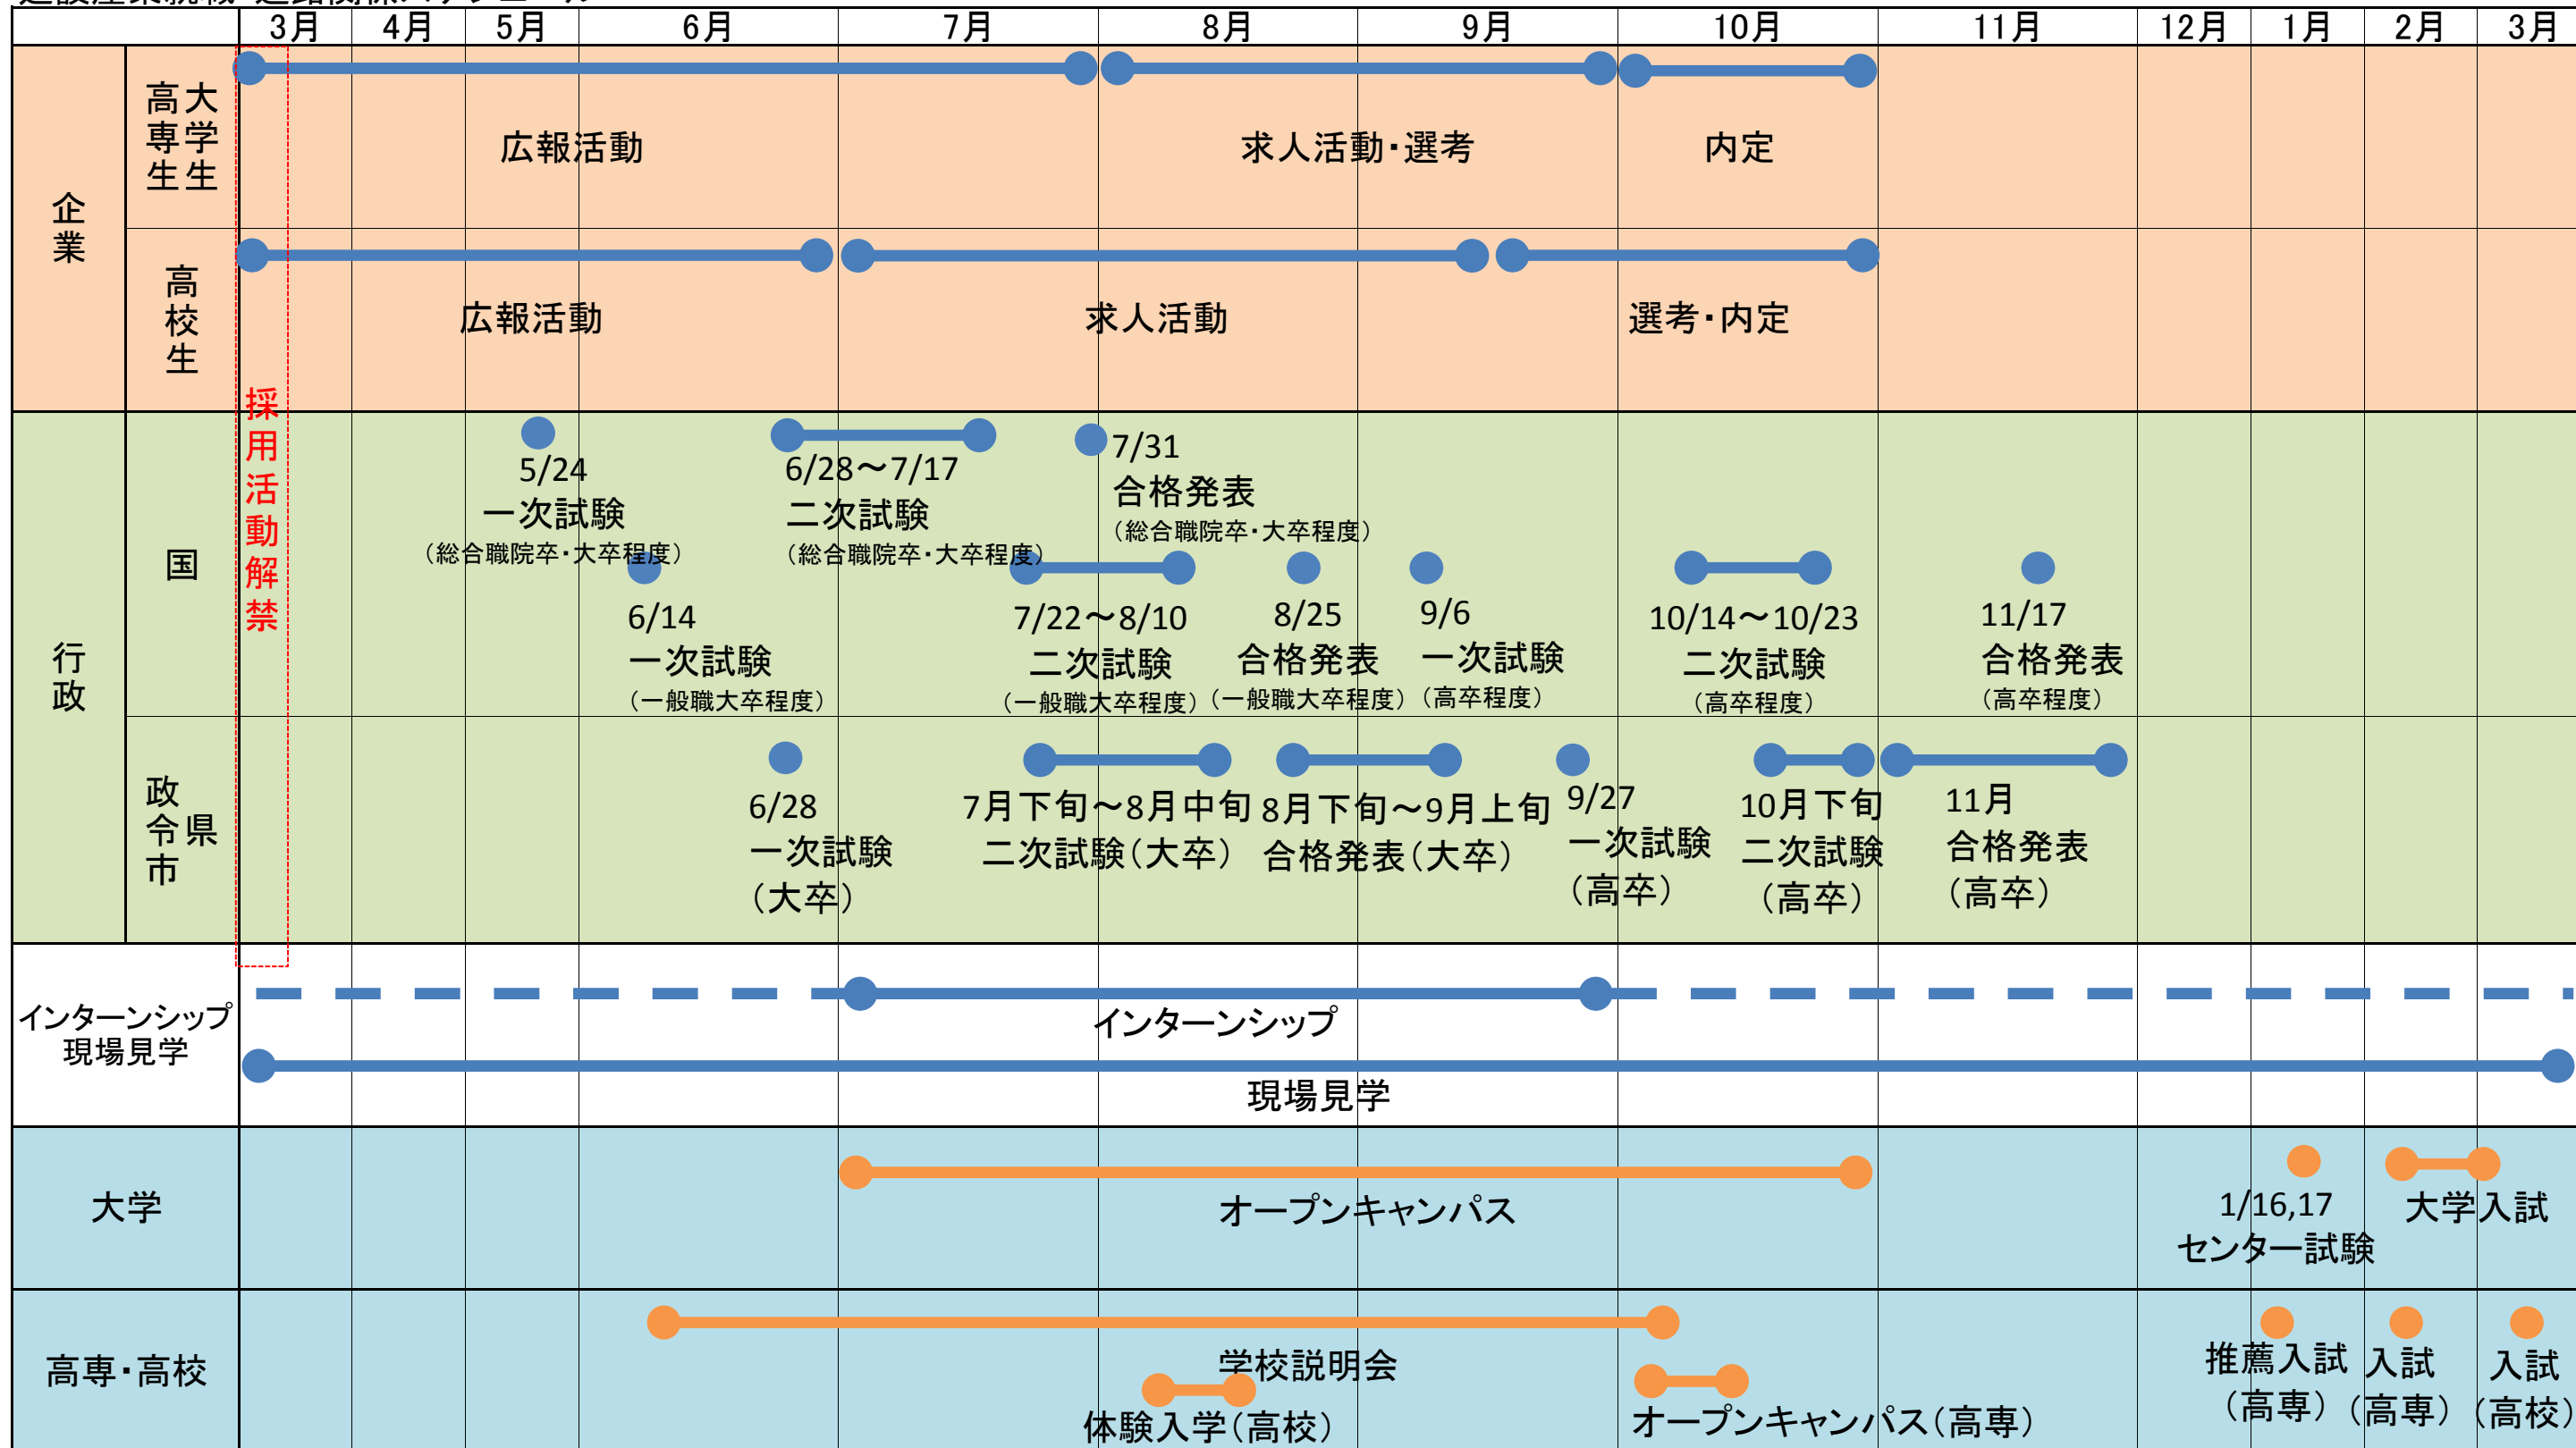 3月 4月 5月 6月 7月 8月 9月 10月 11月 12月 1月 2月 3月
企業
大学生
高専生
広報活動
求人活動・選考
内定
高校生
広報活動
求人活動
選考・内定
採用活動解禁
行政
国
5/24
一次試験
（総合職院卒・大卒程度）
6/28～7/17
二次試験
（総合職院卒・大卒程度）
7/31
合格発表
（総合職院卒・大卒程度）
6/14
一次試験
（一般職大卒程度）
7/22～8/10
二次試験
（一般職大卒程度）
8/25
合格発表
（一般職大卒程度）
9/6
一次試験
（高卒程度）
10/14～10/23
二次試験
（高卒程度）
11/17
合格発表
（高卒程度）
県
政令市
6/28
一次試験
（大卒）
7月下旬～8月中旬
二次試験（大卒）
8月下旬～9月上旬
合格発表（大卒）
9/27
一次試験
（高卒）
10月下旬
二次試験
（高卒）
11月
合格発表
（高卒）
インターンシップ
現場見学
インターンシップ
現場見学
大学
オープンキャンパス
1/16,17
センター試験
大学入試
高専・高校
学校説明会
体験入学（高校）
オープンキャンパス（高専）
推薦入試
（高専）
入試
（高専）
入試
（高校）